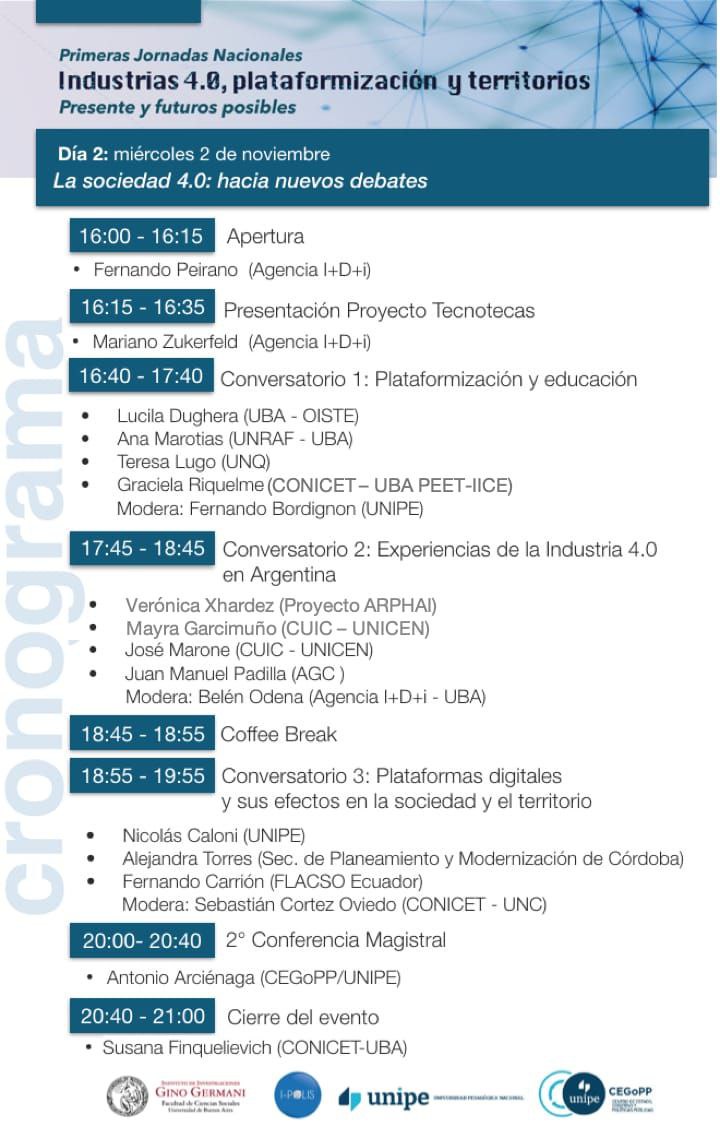 Primeras Jornadas Nacionales
Industrias 4.0, plataformización y territorios
Presente y futuros posibles
Día 2: miércoles 2 de noviembre
La sociedad 4.0: hacia nuevos debates
cronograma
16:00 - 16:15 Apertura
• Fernando Peirano (Agencia I+D+i)
16:15 - 16:35 Presentación Proyecto Tecnotecas
• Mariano Zukerfeld (Agencia I+D+i)
16:40 - 17:40 Conversatorio 1: Plataformización y educación
• Lucila Dughera (UBA - OISTE)
• Ana Marotias (UNRAF - UBA)
• Teresa Lugo (UNQ)
• Graciela Riquelme (CONICET – UBA PEET-IICE)
Modera: Fernando Bordignon (UNIPE)
17:45 - 18:45 Conversatorio 2: Experiencias de la Industria 4.0
en Argentina
• Verónica Xhardez (Proyecto ARPHAI)
• Mayra Garcimuño (CUIC – UNICEN)
• José Marone (CUIC - UNICEN)
• Juan Manuel Padilla (AGC )
Modera: Belén Odena (Agencia I+D+i - UBA)
18:45 - 18:55 Coffee Break
18:55 - 19:55 Conversatorio 3: Plataformas digitales
y sus efectos en la sociedad y el territorio
• Nicolás Caloni (UNIPE)
• Alejandra Torres (Sec. de Planeamiento y Modernización de Córdoba)
• Fernando Carrión (FLACSO Ecuador)
Modera: Sebastián Cortez Oviedo (CONICET - UNC)
20:00- 20:40 2° Conferencia Magistral
• Antonio Arciénaga (CEGoPP/UNIPE)
20:40 - 21:00 Cierre del evento
• Susana Finquelievich (CONICET-UBA)
Instituto de Investigaciones
Gino Germani
Facultad de Ciencias Sociales
Universidad de Buenos Aires
I-POLIS
unipe UNIVERSIDAD PEDAGÓGICA NACIONAL
unipe
CEGoPP
CENTRO DE ESTADO,
GOBIERNO Y
POLÍTICAS PÚBLICAS